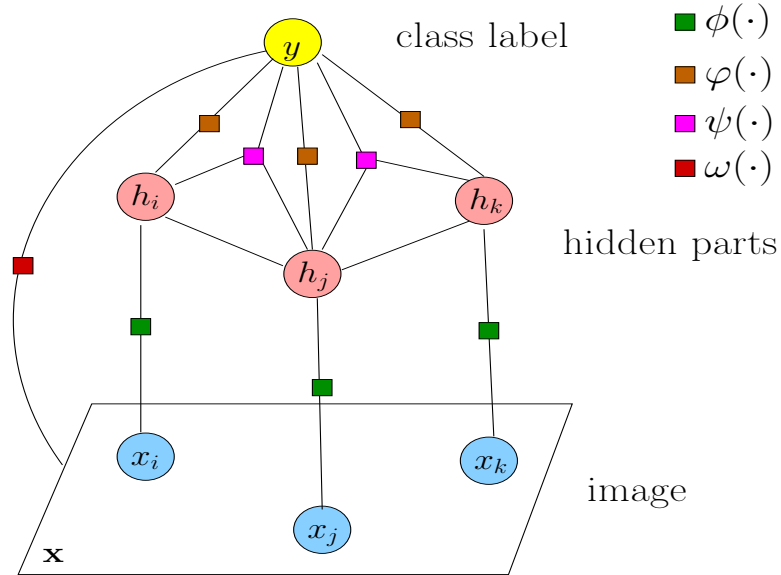 y
class label
ϕ(·)
φ(·)
ψ(·)
ω(·)
h_i
h_k
hidden parts
h_j
x_i
x_k
image
x_j
x